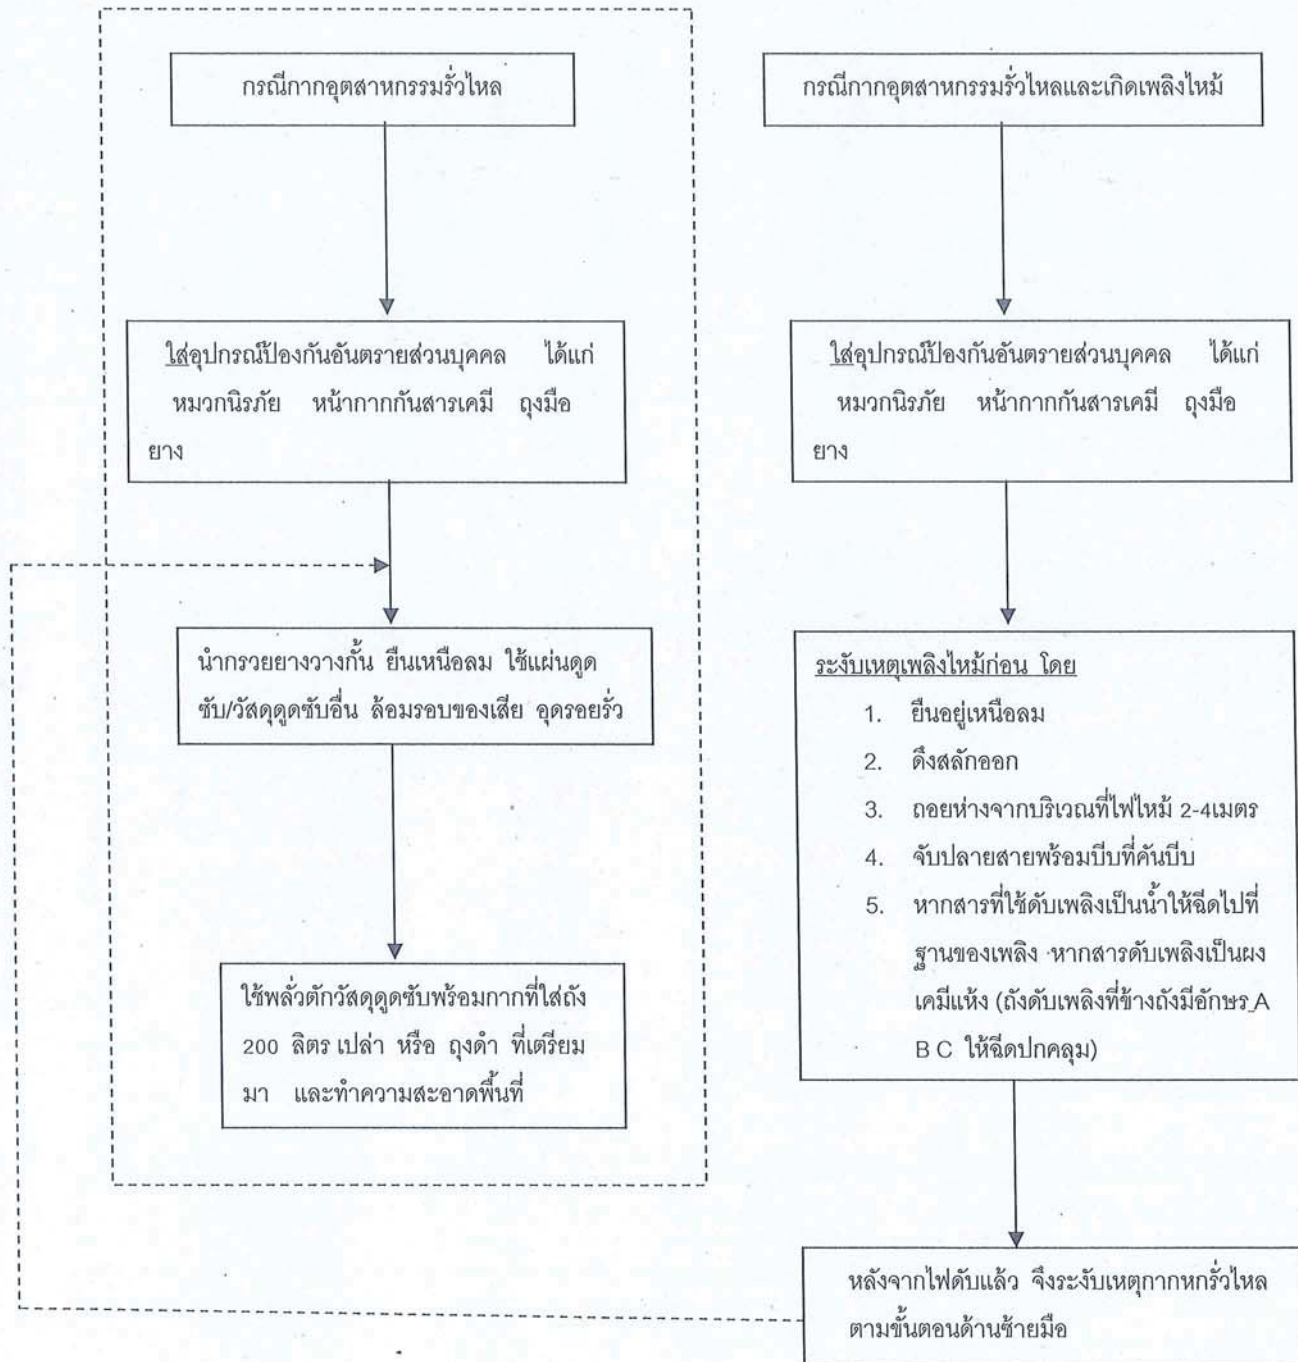 กรณีกากอุตสาหกรรมรั่วไหล
ใส่อุปกรณ์ป้องกันอันตรายส่วนบุคคล ได้แก่
หมวกนิรภัย หน้ากากกันสารเคมี ถุงมือ
ยาง
นำกรวยยางวางกั้น ยืนเหนือลม ใช้แผ่นดูด
ซับ/วัสดุดูดซับอื่น ล้อมรอบของเสีย อุดรอยรั่ว
ใช้พลั่วตักวัสดุดูดซับพร้อมกากที่ใส่ถัง
200 ลิตร เปล่า หรือ ถุงดำ ที่เตรียม
มา และทำความสะอาดพื้นที่
กรณีกากอุตสาหกรรมรั่วไหลและเกิดเพลิงไหม้
ใส่อุปกรณ์ป้องกันอันตรายส่วนบุคคล ได้แก่
หมวกนิรภัย หน้ากากกันสารเคมี ถุงมือ
ยาง
ระงับเหตุเพลิงไหม้ก่อน โดย
1. ยืนอยู่เหนือลม
2. ดึงสลักออก
3. ถอยห่างจากบริเวณที่ไฟไหม้ 2-4เมตร
4. จับปลายสายพร้อมบีบที่คันบีบ
5. หากสารที่ใช้ดับเพลิงเป็นน้ำให้ฉีดไปที่
ฐานของเพลิง หากสารดับเพลิงเป็นผง
เคมีแห้ง (ถังดับเพลิงที่ข้างถังมีอักษร A
B C ให้ฉีดปกคลุม)
หลังจากไฟดับแล้ว จึงระงับเหตุกากหกรั่วไหล
ตามขั้นตอนด้านซ้ายมือ